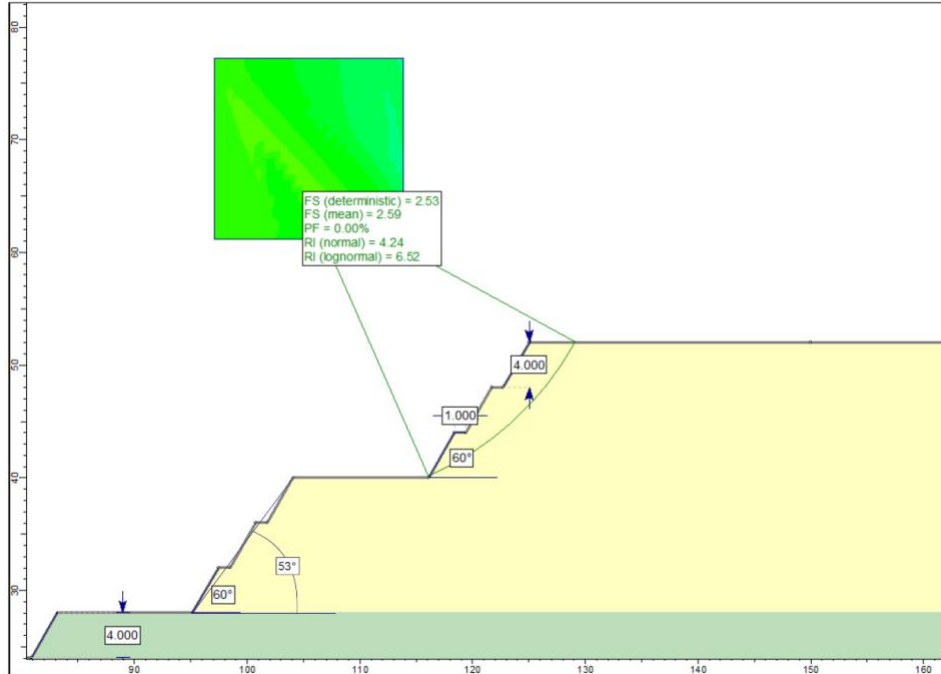 80
70
60
50
40
30
FS (deterministic) = 2.53
FS (mean) = 2.59
PF = 0.00%
RI (normal) = 4.24
RI (lognormal) = 6.52
4.000
1.000
60°
53°
60°
4.000
90 100 110 120 130 140 150 160